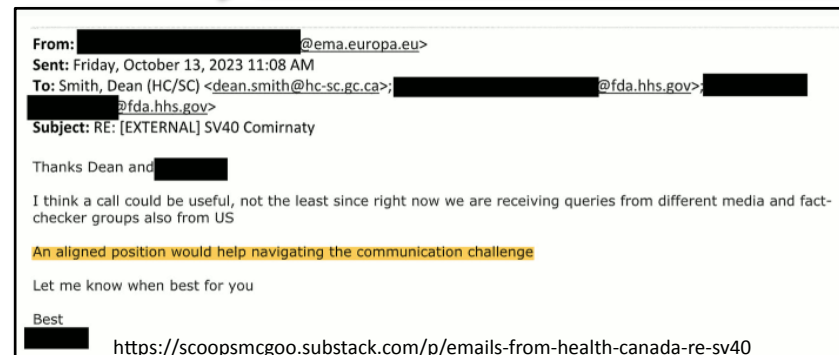 From: @ema.europa.eu>
Sent: Friday, October 13, 2023 11:08 AM
To: Smith, Dean (HC/SC) <dean.smith@hc-sc.gc.ca>; @fda.hhs.gov>;
@fda.hhs.gov>
Subject: RE: [EXTERNAL] SV40 Comirnaty
Thanks Dean and
I think a call could be useful, not the least since right now we are receiving queries from different media and fact-
checker groups also from US
An aligned position would help navigating the communication challenge
Let me know when best for you
Best
https://scoopsmcgoo.substack.com/p/emails-from-health-canada-re-sv40